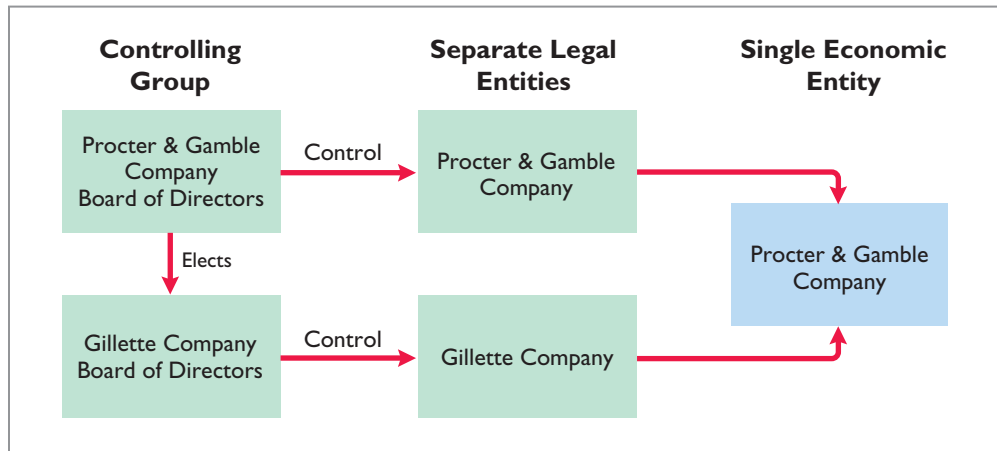 Controlling
Group
Separate Legal
Entities
Single Economic
Entity
Procter & Gamble
Company
Board of Directors
Control
Procter & Gamble
Company
Elects
Procter & Gamble
Company
Gillette Company
Board of Directors
Control
Gillette Company